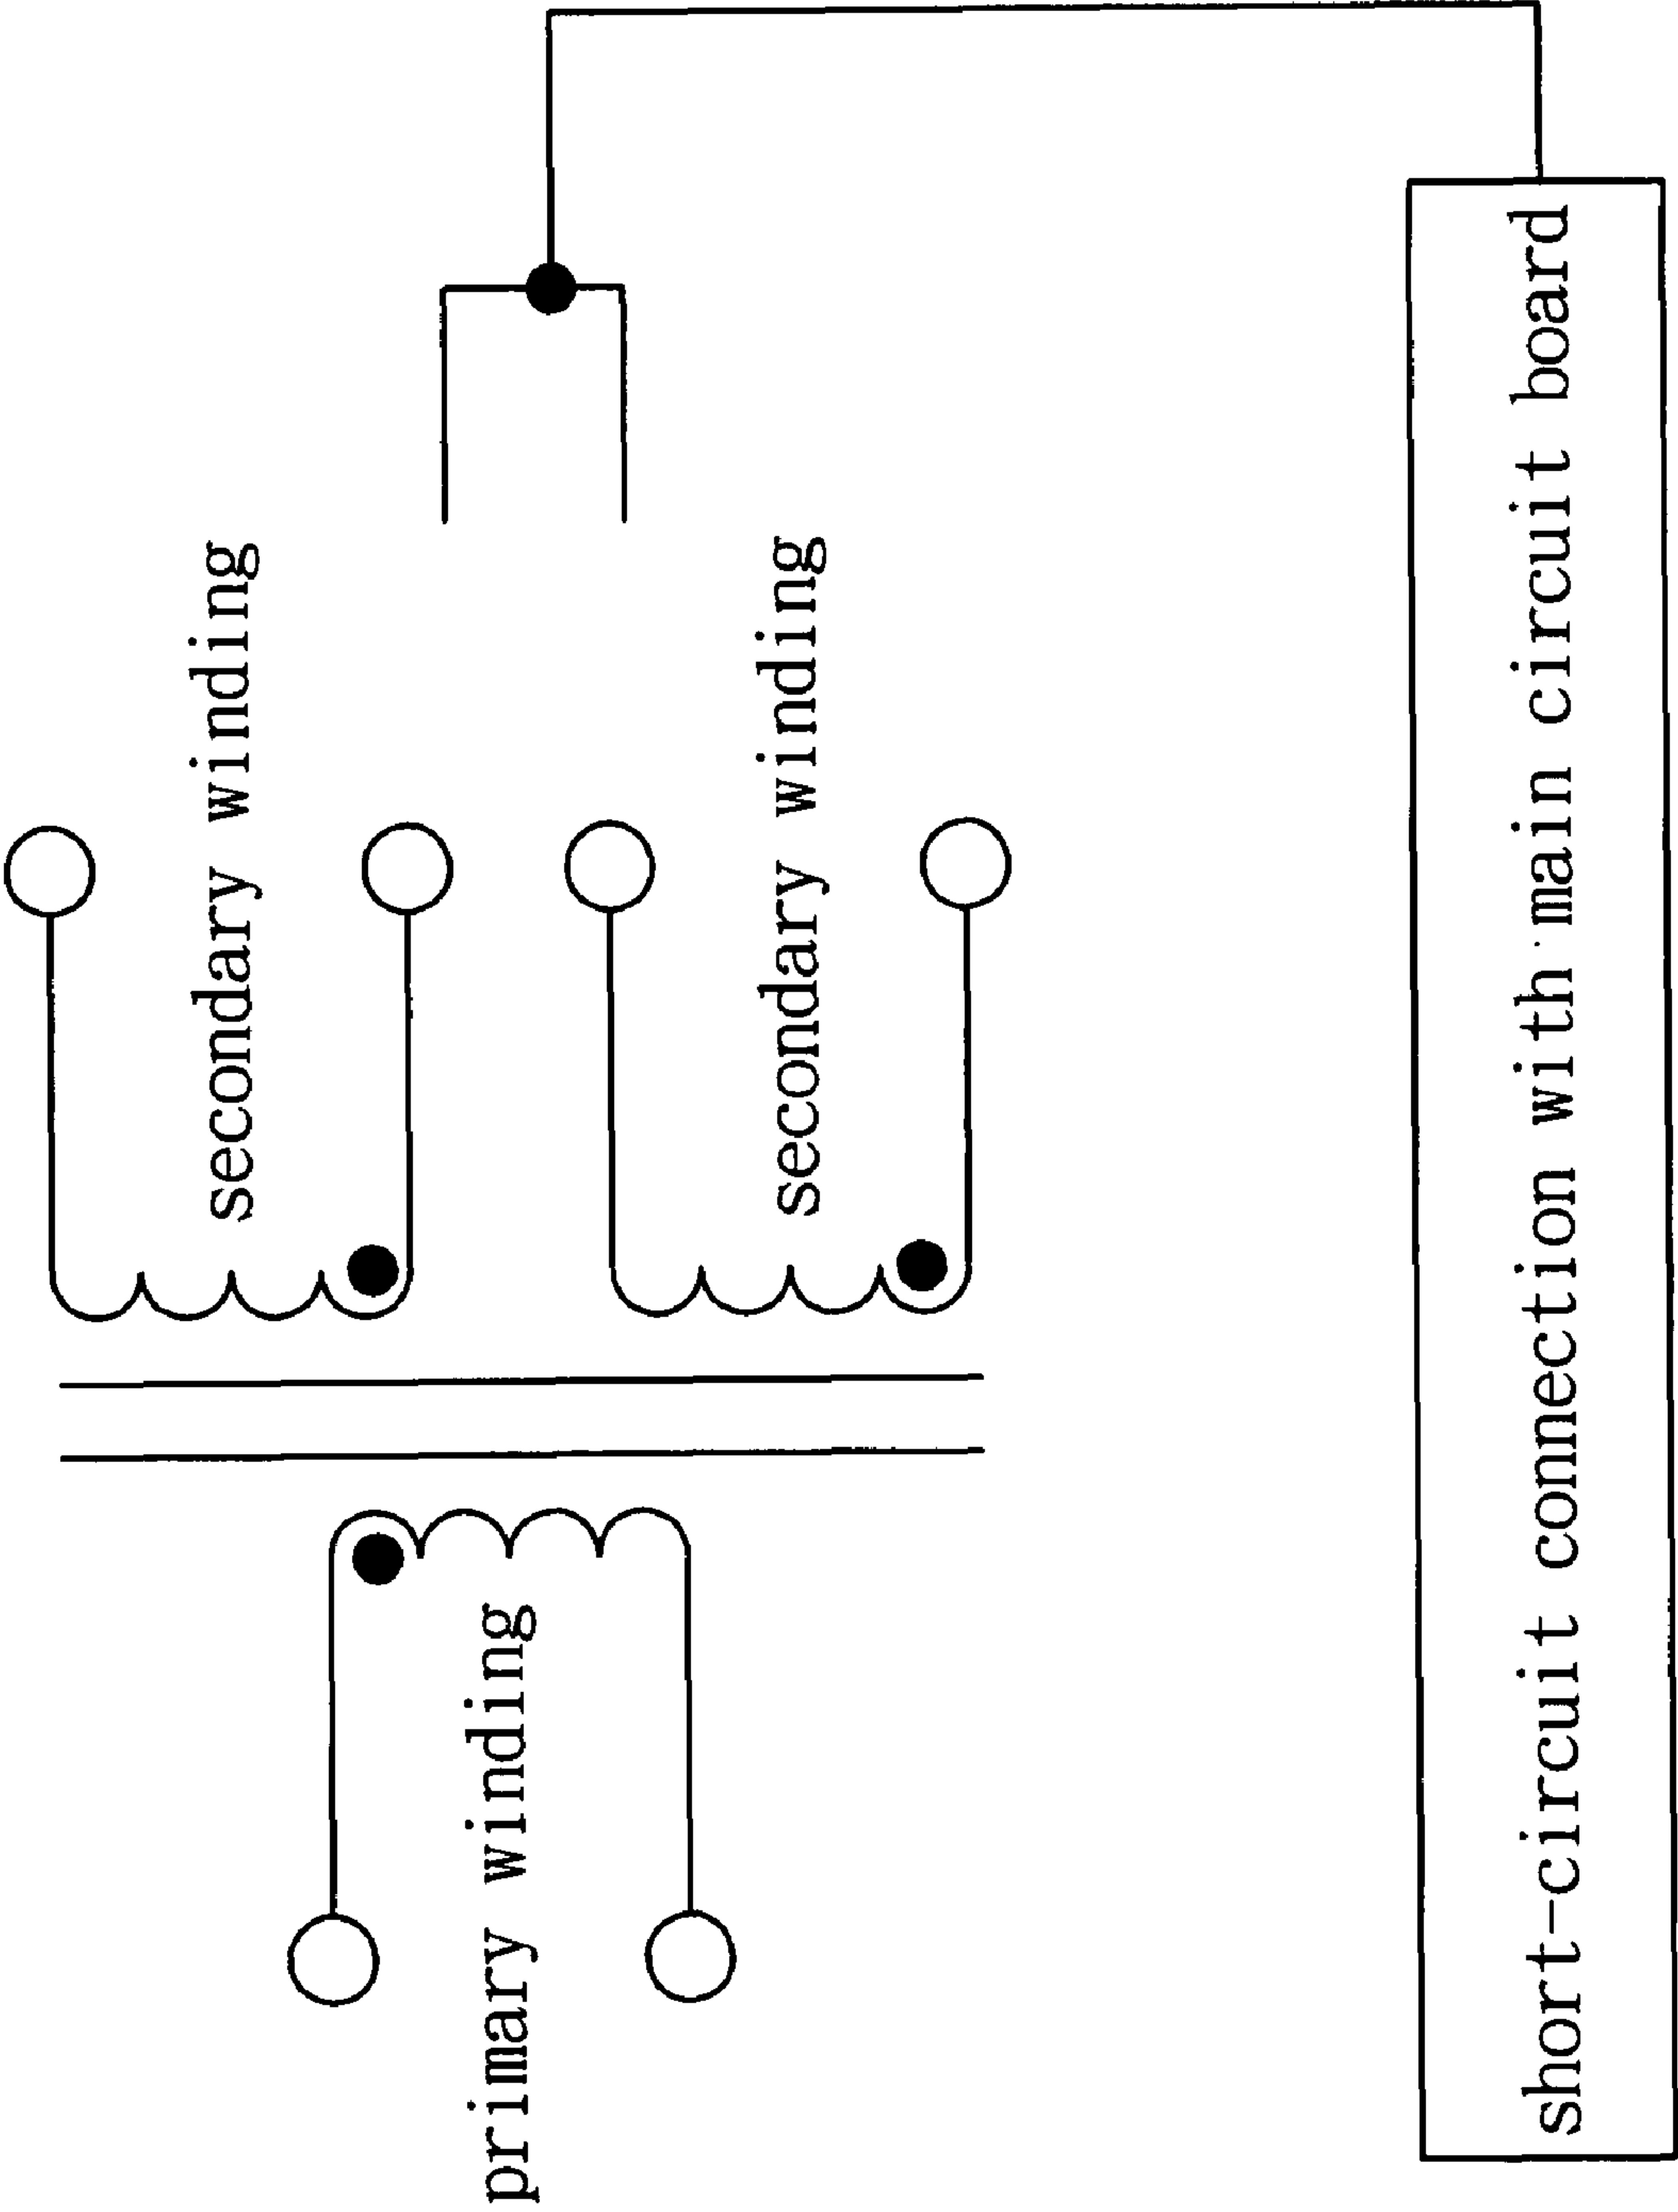 secondary winding
primary winding
secondary winding
short-circuit connection with main circuit board